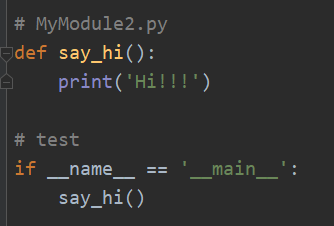 # MyModule2.py
def say_hi():
    print('Hi!!!')

# test
if __name__ == '__main__':
    say_hi()